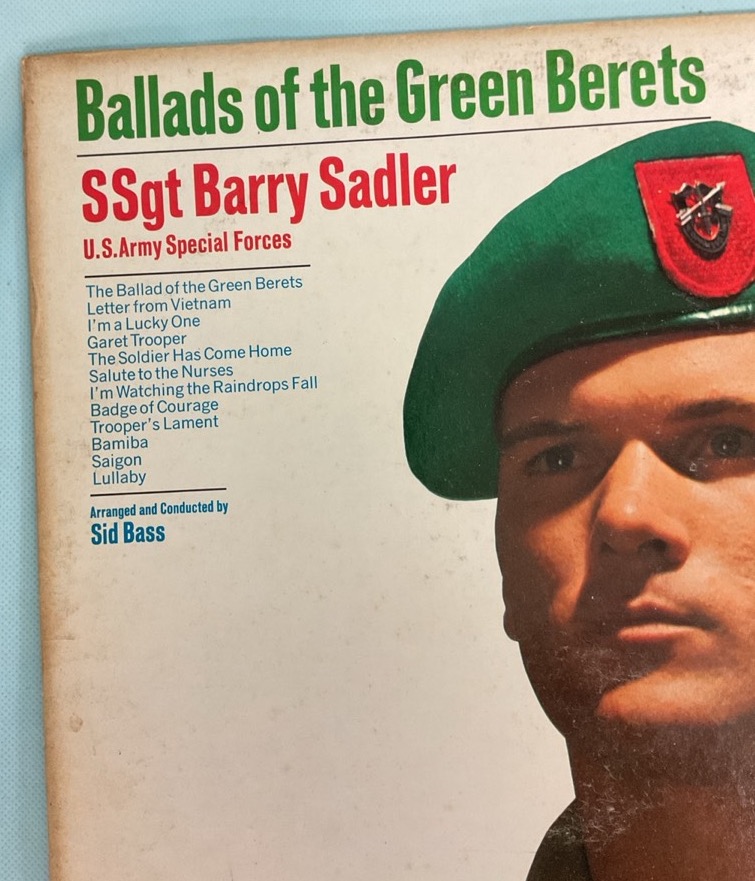 Ballads of the Green Berets
SSgt Barry Sadler
U.S.Army Special Forces
The Ballad of the Green Berets
Letter from Vietnam
I'm a Lucky One
Garet Trooper
The Soldier Has Come Home
Salute to the Nurses
I'm Watching the Raindrops Fall
Badge of Courage
Trooper's Lament
Bamiba
Saigon
Lullaby
Arranged and Conducted by
Sid Bass